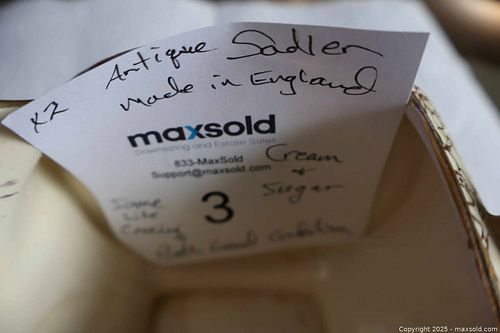 Antique Sadler
x2 made in England
maxsold
Downsizing and Estate Sales
833-MaxSold
Support@maxsold.com
Cream
+
Sugar
3
Some
Lite
Crazing
Both Good Condition
Copyright 2025 - maxsold.com